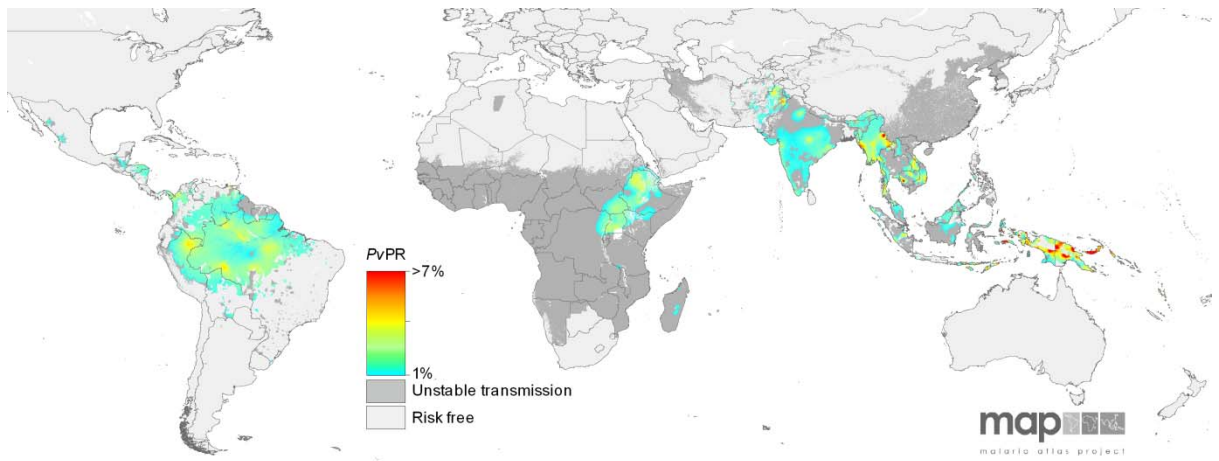 PvPR
>7%
1%
Unstable transmission
Risk free
map
malaria atlas project